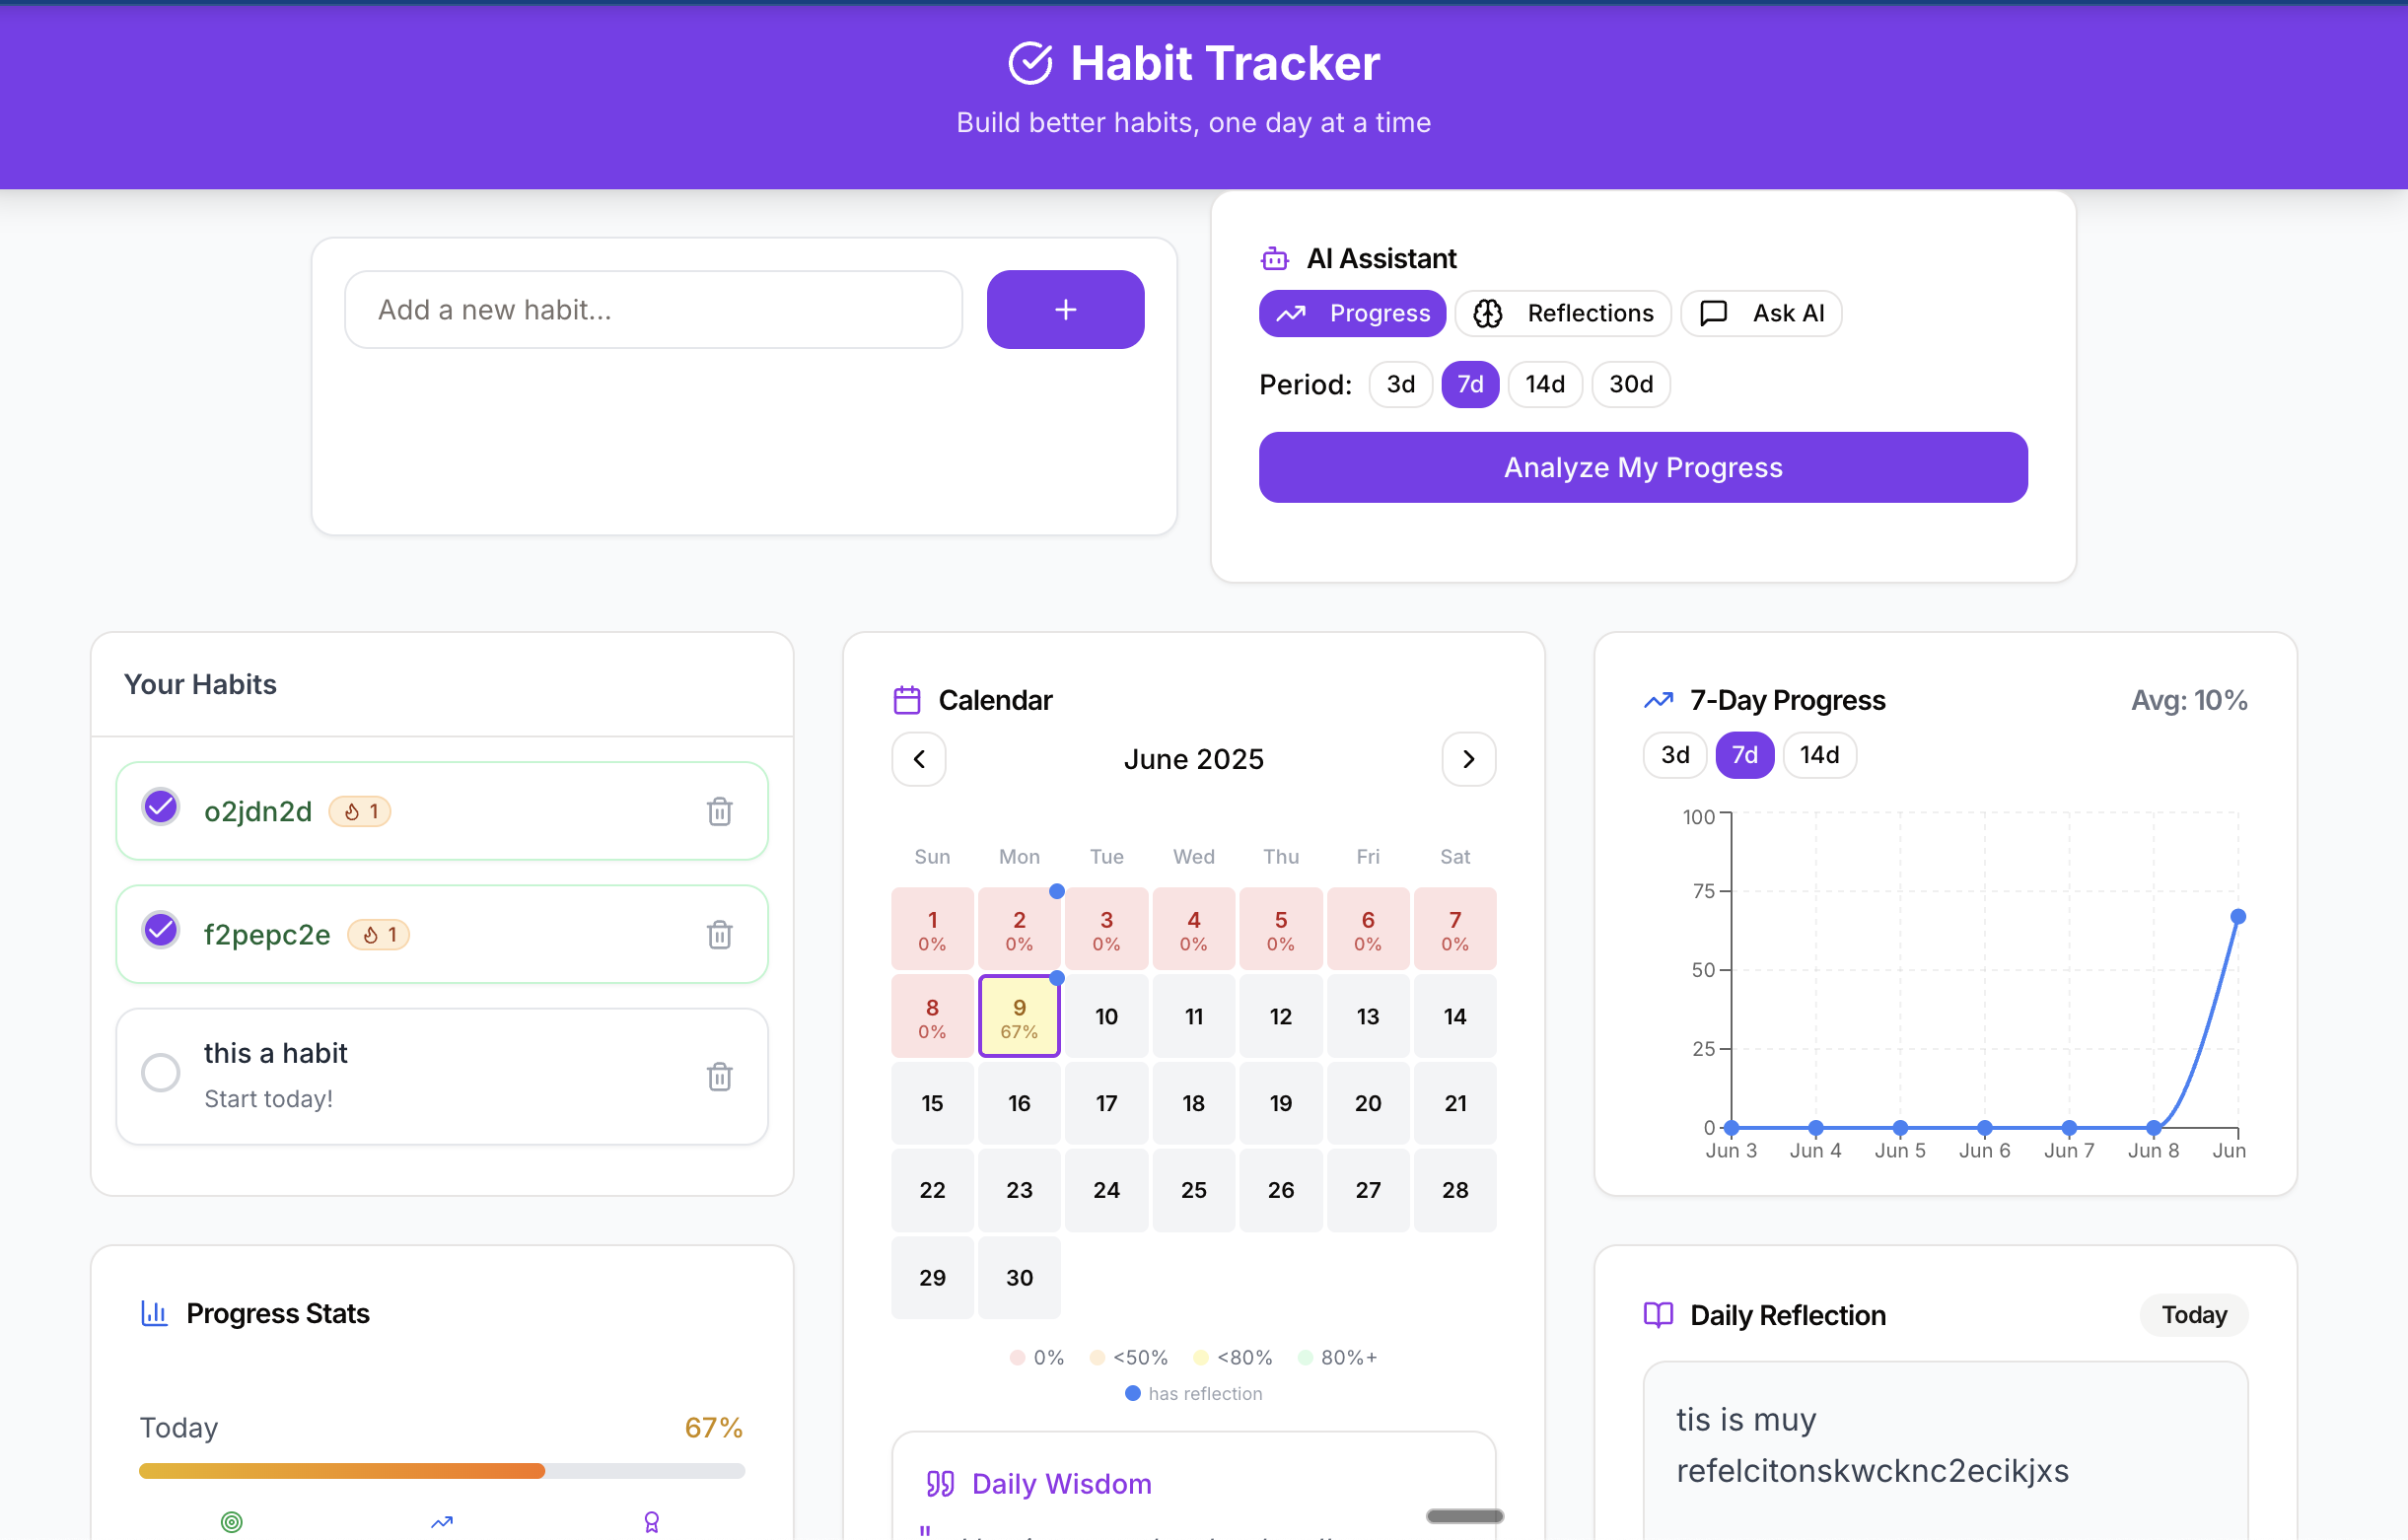 Habit Tracker
Build better habits, one day at a time
Add a new habit...
AI Assistant
Progress Reflections Ask AI
Period: 3d 7d 14d 30d
Analyze My Progress
Your Habits
o2jdn2d 1
f2pepc2e 1
this a habit
Start today!
Calendar
June 2025
Sun Mon Tue Wed Thu Fri Sat
1 2 3 4 5 6 7
0% 0% 0% 0% 0% 0% 0%
8 9 10 11 12 13 14
0% 67%
15 16 17 18 19 20 21
22 23 24 25 26 27 28
29 30
0% <50% <80% 80%+
has reflection
Daily Wisdom
"
7-Day Progress Avg: 10%
3d 7d 14d
100
75
50
25
0
Jun 3 Jun 4 Jun 5 Jun 6 Jun 7 Jun 8 Jun
Progress Stats
Today 67%
Daily Reflection Today
tis is muy
refelcitonskwcknc2ecikjxs